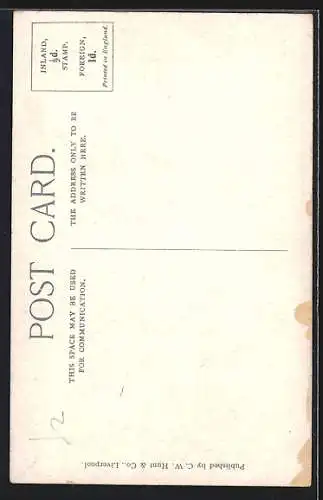 POST CARD.
THIS SPACE MAY BE USED
FOR COMMUNICATION.
THE ADDRESS ONLY TO BE
WRITTEN HERE.
INLAND,
½d.
STAMP.
FOREIGN,
1d.
Printed in England.
Published by C. W. Hunt & Co., Liverpool.